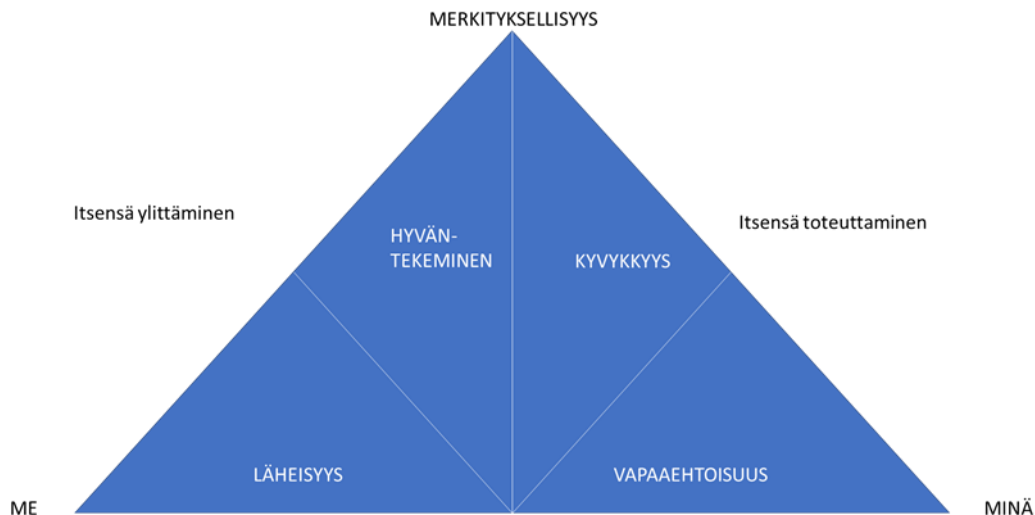 MERKITYKSELLISYYS
Itsensä ylittäminen
Itsensä toteuttaminen
HYVÄN-
TEKEMINEN
KYVYKKYYS
LÄHEISYYS
VAPAAEHTOISUUS
ME
MINÄ